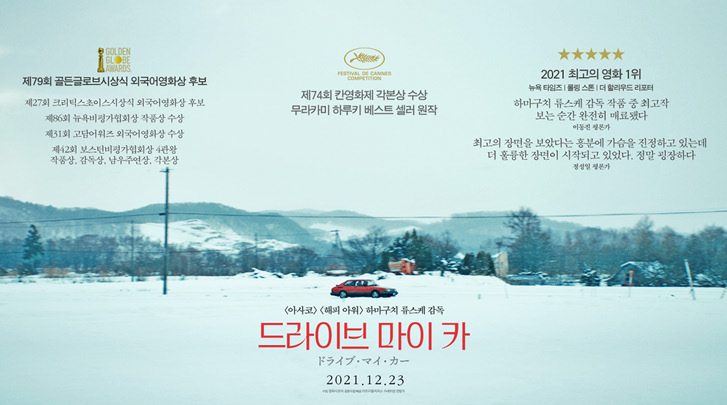 GOLDEN
GLOBE
AWARDS
제79회 골든글로브시상식 외국어영화상 후보
제27회 크리틱스초이스시상식 외국어영화상 후보
제86회 뉴욕비평가협회상 작품상 수상
제31회 고담어워즈 외국어영화상 수상
제42회 보스턴비평가협회상 4관왕
작품상, 감독상, 남우주연상, 각본상
FESTIVAL DE CANNES
COMPETITION
제74회 칸영화제 각본상 수상
무라카미 하루키 베스트 셀러 원작
2021 최고의 영화 1위
뉴욕 타임즈 | 롤링 스톤 | 더 할리우드 리포터
하마구치 류스케 감독 작품 중 최고작
보는 순간 완전히 매료됐다
이동진 평론가
최고의 장면을 보았다는 흥분에 가슴을 진정하고 있는데
더 훌륭한 장면이 시작되고 있었다. 정말 굉장하다
정성일 평론가
<아사코> <해피 아워> 하마구치 류스케 감독
드라이브 마이 카
ドライブ・マイ・カー
2021.12.23